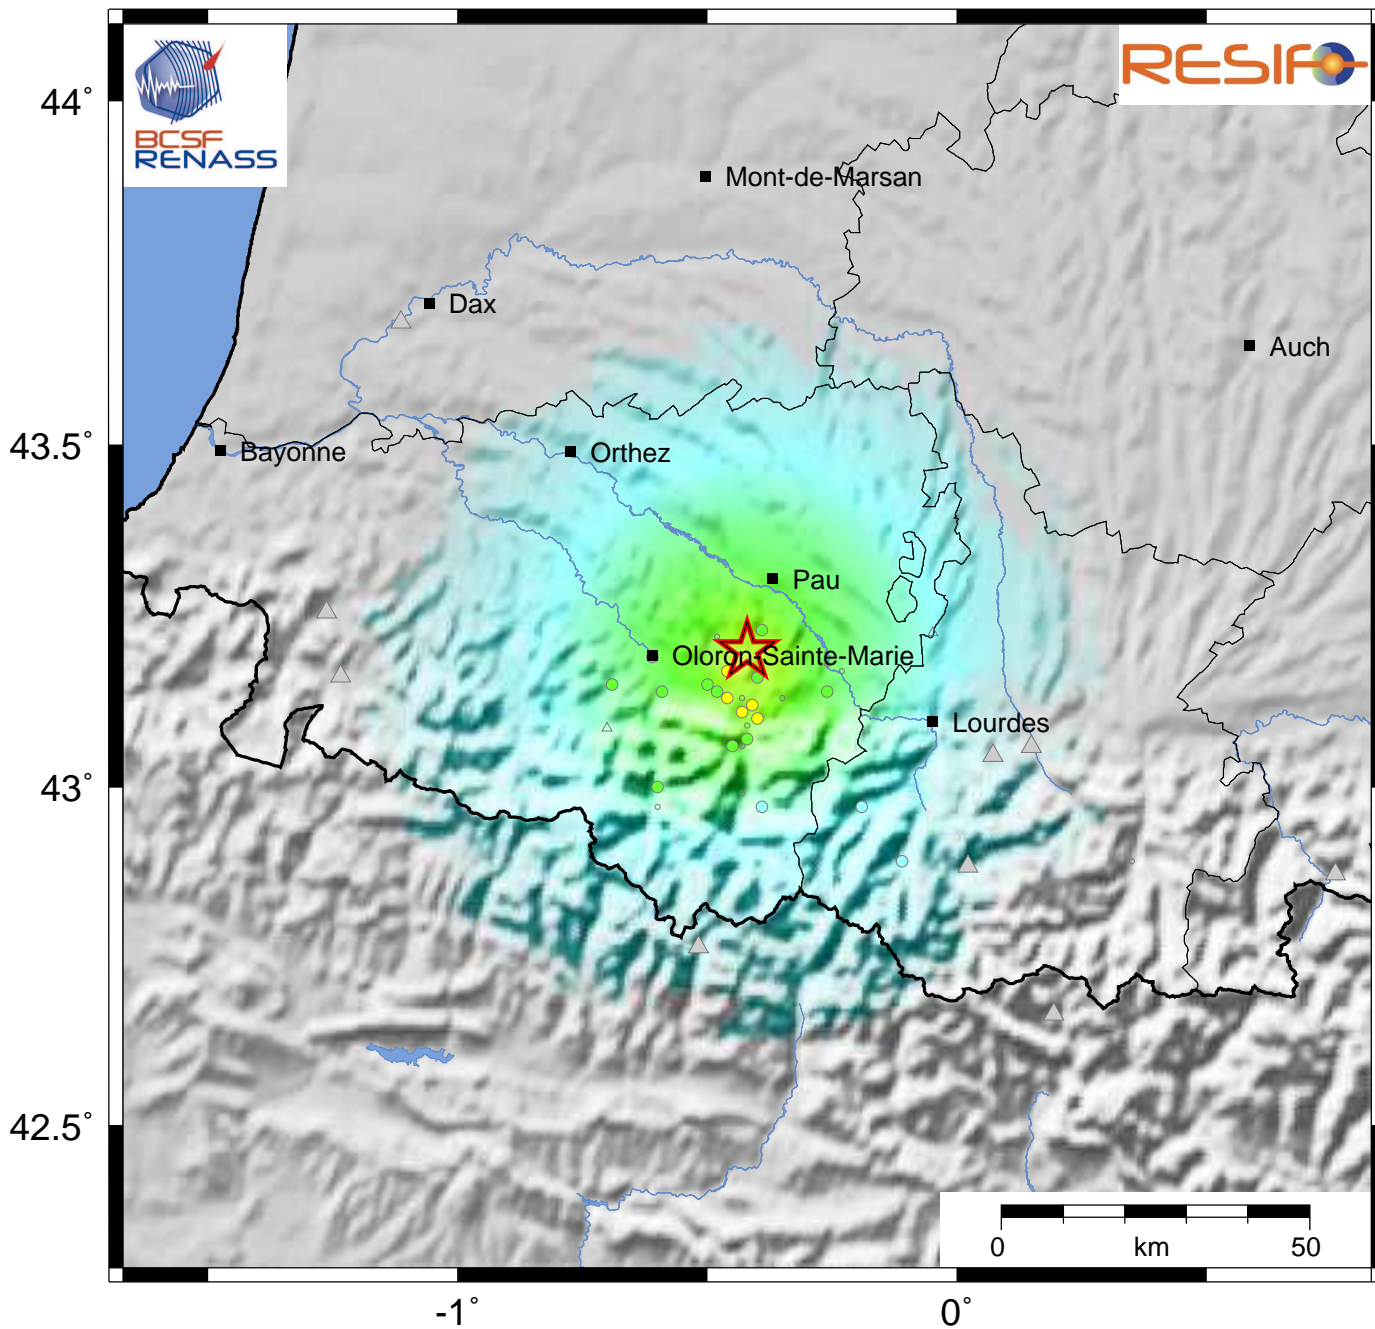 BCSF
RENASS
RESIF
44°
Mont-de-Marsan
Dax
Auch
43.5°
Bayonne
Orthez
Pau
Oloron-Sainte-Marie
Lourdes
43°
42.5°
0 km 50
-1° 0°